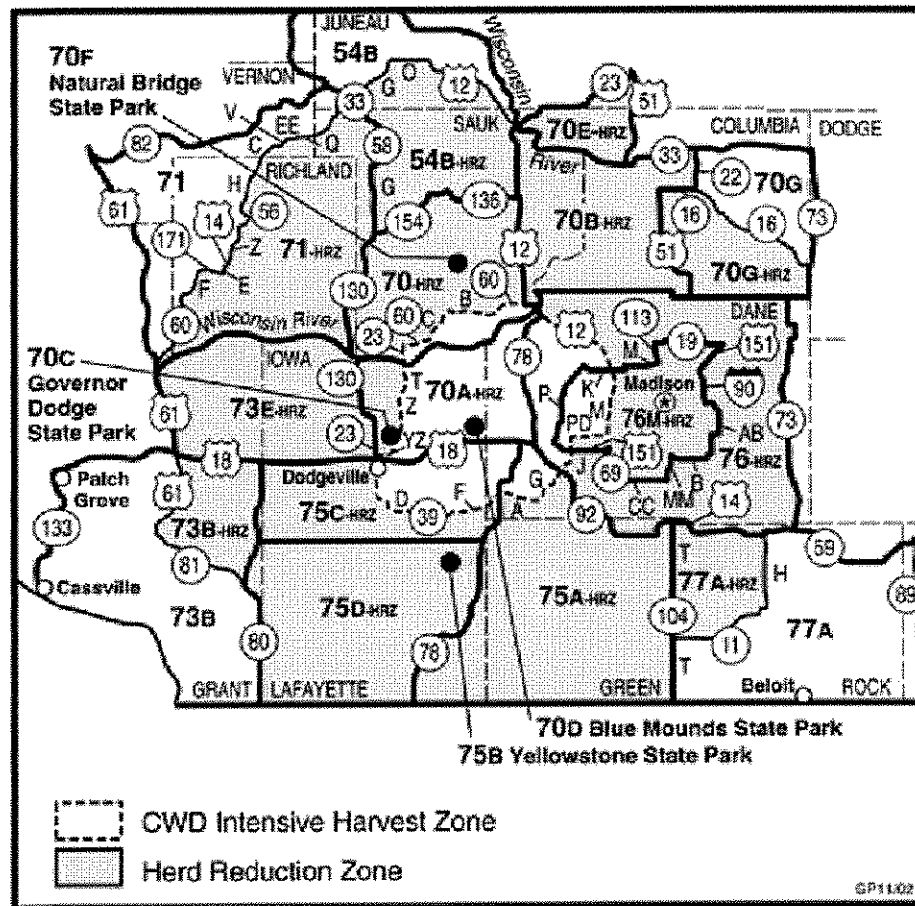 JUNEAU
54B
Wisconsin
70F
Natural Bridge
State Park
VERNON
G
O
12
23
51
33
V
EE
C
Q
SAUK
70E-HRZ
COLUMBIA
DODGE
82
58
River
33
RICHLAND
54B-HRZ
71
H
G
22
70G
61
14
56
154
136
70B-HRZ
16
16
73
171
Z
71-HRZ
12
51
F
E
70-HRZ
60
70G-HRZ
130
B
60
Wisconsin River
60
C
113
DANE
23
12
19
151
70C
Governor
Dodge
State Park
IOWA
78
M
130
T
70A-HRZ
K
Madison
90
61
73E-HRZ
Z
P
M
76M-HRZ
73
23
PD
AB
YZ
18
151
76-HRZ
18
Dodgeville
G
J
69
B
Patch
Grove
61
75C-HRZ
D
F
MM
14
133
73B-HRZ
39
A
92
CC
81
T
59
Cassville
77A-HRZ
H
73B
75D-HRZ
75A-HRZ
89
104
77A
80
78
11
T
GRANT
LAFAYETTE
GREEN
Beloit
ROCK
70D Blue Mounds State Park
75B Yellowstone State Park
CWD Intensive Harvest Zone
Herd Reduction Zone
GP11/02